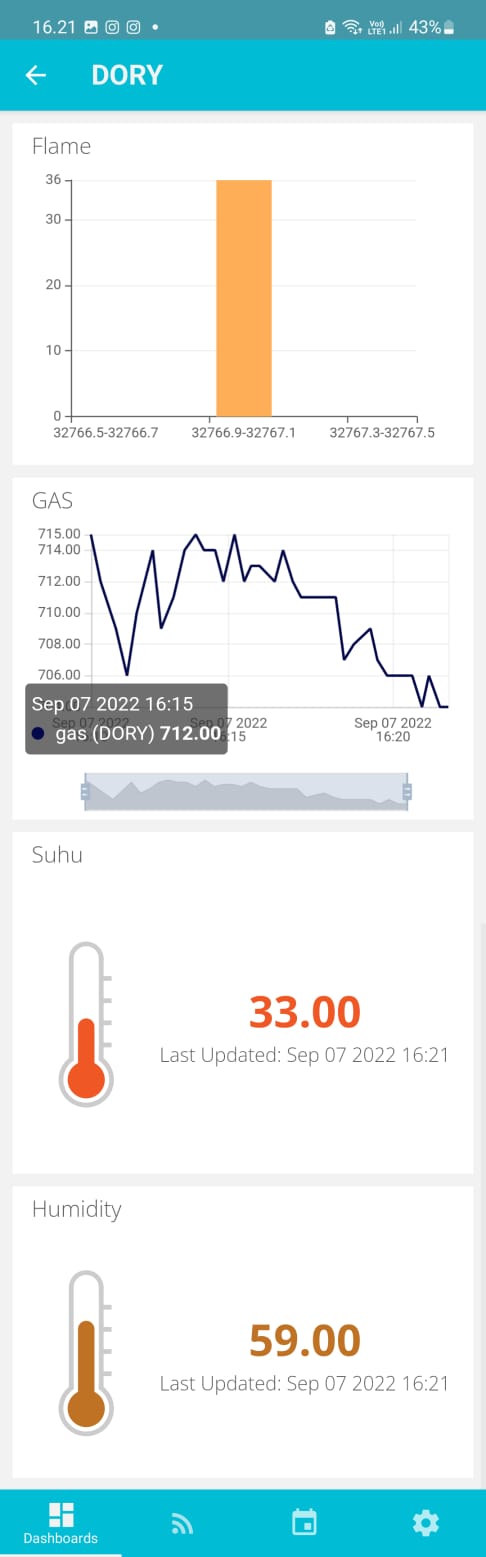 16.21
Vo))
LTE1
43%
DORY
Flame
36
30
20
10
0
32766.5-32766.7
32766.9-32767.1
32767.3-32767.5
GAS
715.00
714.00
712.00
710.00
708.00
706.00
Sep 07 2022 16:15
gas (DORY) 712.00
Sep 07 2022
Sep 07 2022
:15
Sep 07 2022
16:20
Suhu
33.00
Last Updated: Sep 07 2022 16:21
Humidity
59.00
Last Updated: Sep 07 2022 16:21
Dashboards